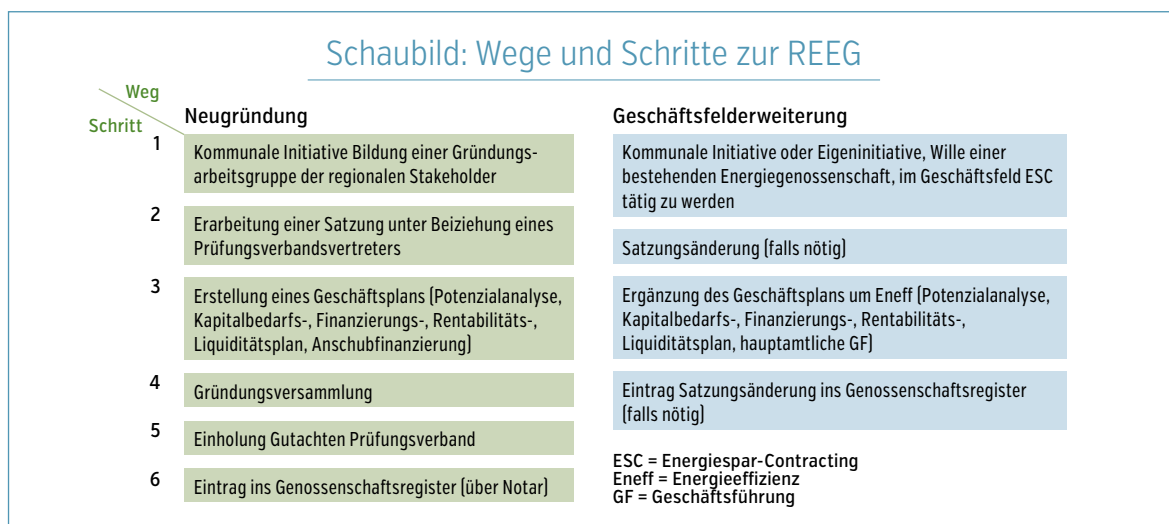 Schaubild: Wege und Schritte zur REEG
Weg
Schritt
Neugründung
1
Kommunale Initiative Bildung einer Gründungs-
arbeitsgruppe der regionalen Stakeholder
2
Erarbeitung einer Satzung unter Beiziehung eines
Prüfungsverbandsvertreters
3
Erstellung eines Geschäftsplans (Potenzialanalyse,
Kapitalbedarfs-, Finanzierungs-, Rentabilitäts-,
Liquiditätsplan, Anschubfinanzierung)
4
Gründungsversammlung
5
Einholung Gutachten Prüfungsverband
6
Eintrag ins Genossenschaftsregister (über Notar)
Geschäftsfelderweiterung
Kommunale Initiative oder Eigeninitiative, Wille einer
bestehenden Energiegenossenschaft, im Geschäftsfeld ESC
tätig zu werden
Satzungsänderung (falls nötig)
Ergänzung des Geschäftsplans um Eneff (Potenzialanalyse,
Kapitalbedarfs-, Finanzierungs-, Rentabilitäts-,
Liquiditätsplan, hauptamtliche GF)
Eintrag Satzungsänderung ins Genossenschaftsregister
(falls nötig)
ESC = Energiespar-Contracting
Eneff = Energieeffizienz
GF = Geschäftsführung